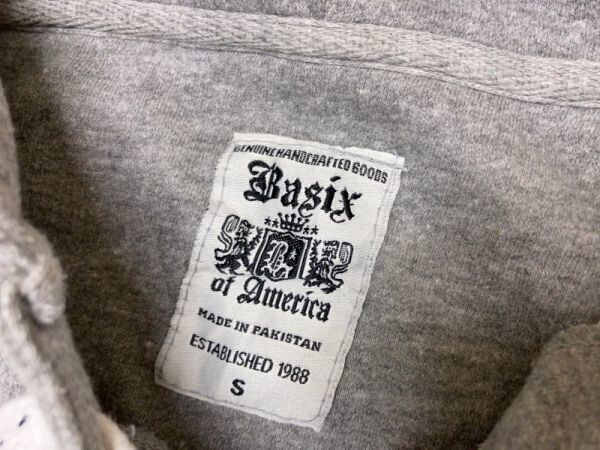 GENUINE HANDCRAFTED GOODS
Basix
B
of America
MADE IN PAKISTAN
ESTABLISHED 1988
S